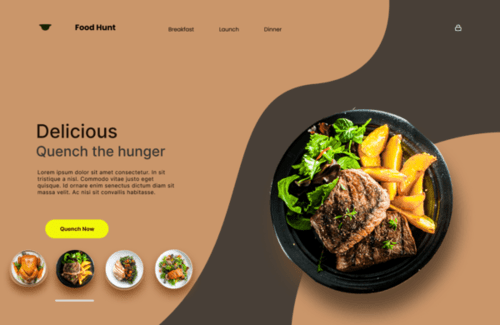 Food Hunt
Breakfast
Launch
Dinner
Delicious
Quench the hunger
Lorem ipsum dolor sit amet consectetur. In sit
tristique a nisi. Commodo vitae justo eget
quisque. Id ornare enim senectus dictum diam sit
massa velit. Ac nisi sit convallis habitasse.
Quench Now